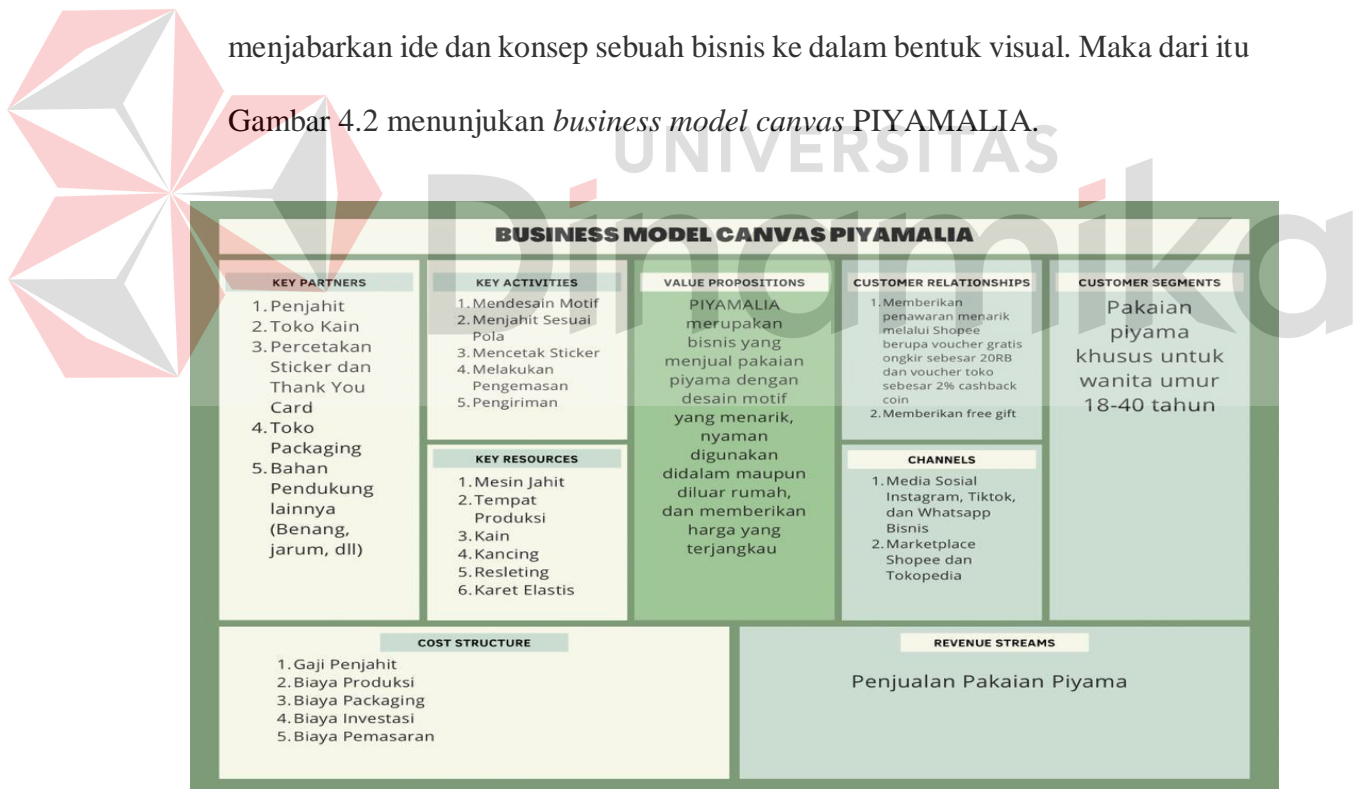 menjabarkan ide dan konsep sebuah bisnis ke dalam bentuk visual. Maka dari itu
Gambar 4.2 menunjukan business model canvas PIYAMALIA.
UNIVERSITAS
Dinamika
BUSINESS MODEL CANVAS PIYAMALIA
KEY PARTNERS
1. Penjahit
2. Toko Kain
3. Percetakan
Sticker dan
Thank You
Card
4. Toko
Packaging
5. Bahan
Pendukung
lainnya
(Benang,
jarum, dll)
KEY ACTIVITIES
1. Mendesain Motif
2. Menjahit Sesuai
Pola
3. Mencetak Sticker
4. Melakukan
Pengemasan
5. Pengiriman
KEY RESOURCES
1. Mesin Jahit
2. Tempat
Produksi
3. Kain
4. Kancing
5. Resleting
6. Karet Elastis
VALUE PROPOSITIONS
PIYAMALIA
merupakan
bisnis yang
menjual pakaian
piyama dengan
desain motif
yang menarik,
nyaman
digunakan
didalam maupun
diluar rumah,
dan memberikan
harga yang
terjangkau
CUSTOMER RELATIONSHIPS
1. Memberikan
penawaran menarik
melalui Shopee
berupa voucher gratis
ongkir sebesar 20RB
dan voucher toko
sebesar 2% cashback
coin
2. Memberikan free gift
CHANNELS
1. Media Sosial
Instagram, Tiktok,
dan Whatsapp
Bisnis
2. Marketplace
Shopee dan
Tokopedia
CUSTOMER SEGMENTS
Pakaian
piyama
khusus untuk
wanita umur
18-40 tahun
COST STRUCTURE
1. Gaji Penjahit
2. Biaya Produksi
3. Biaya Packaging
4. Biaya Investasi
5. Biaya Pemasaran
REVENUE STREAMS
Penjualan Pakaian Piyama